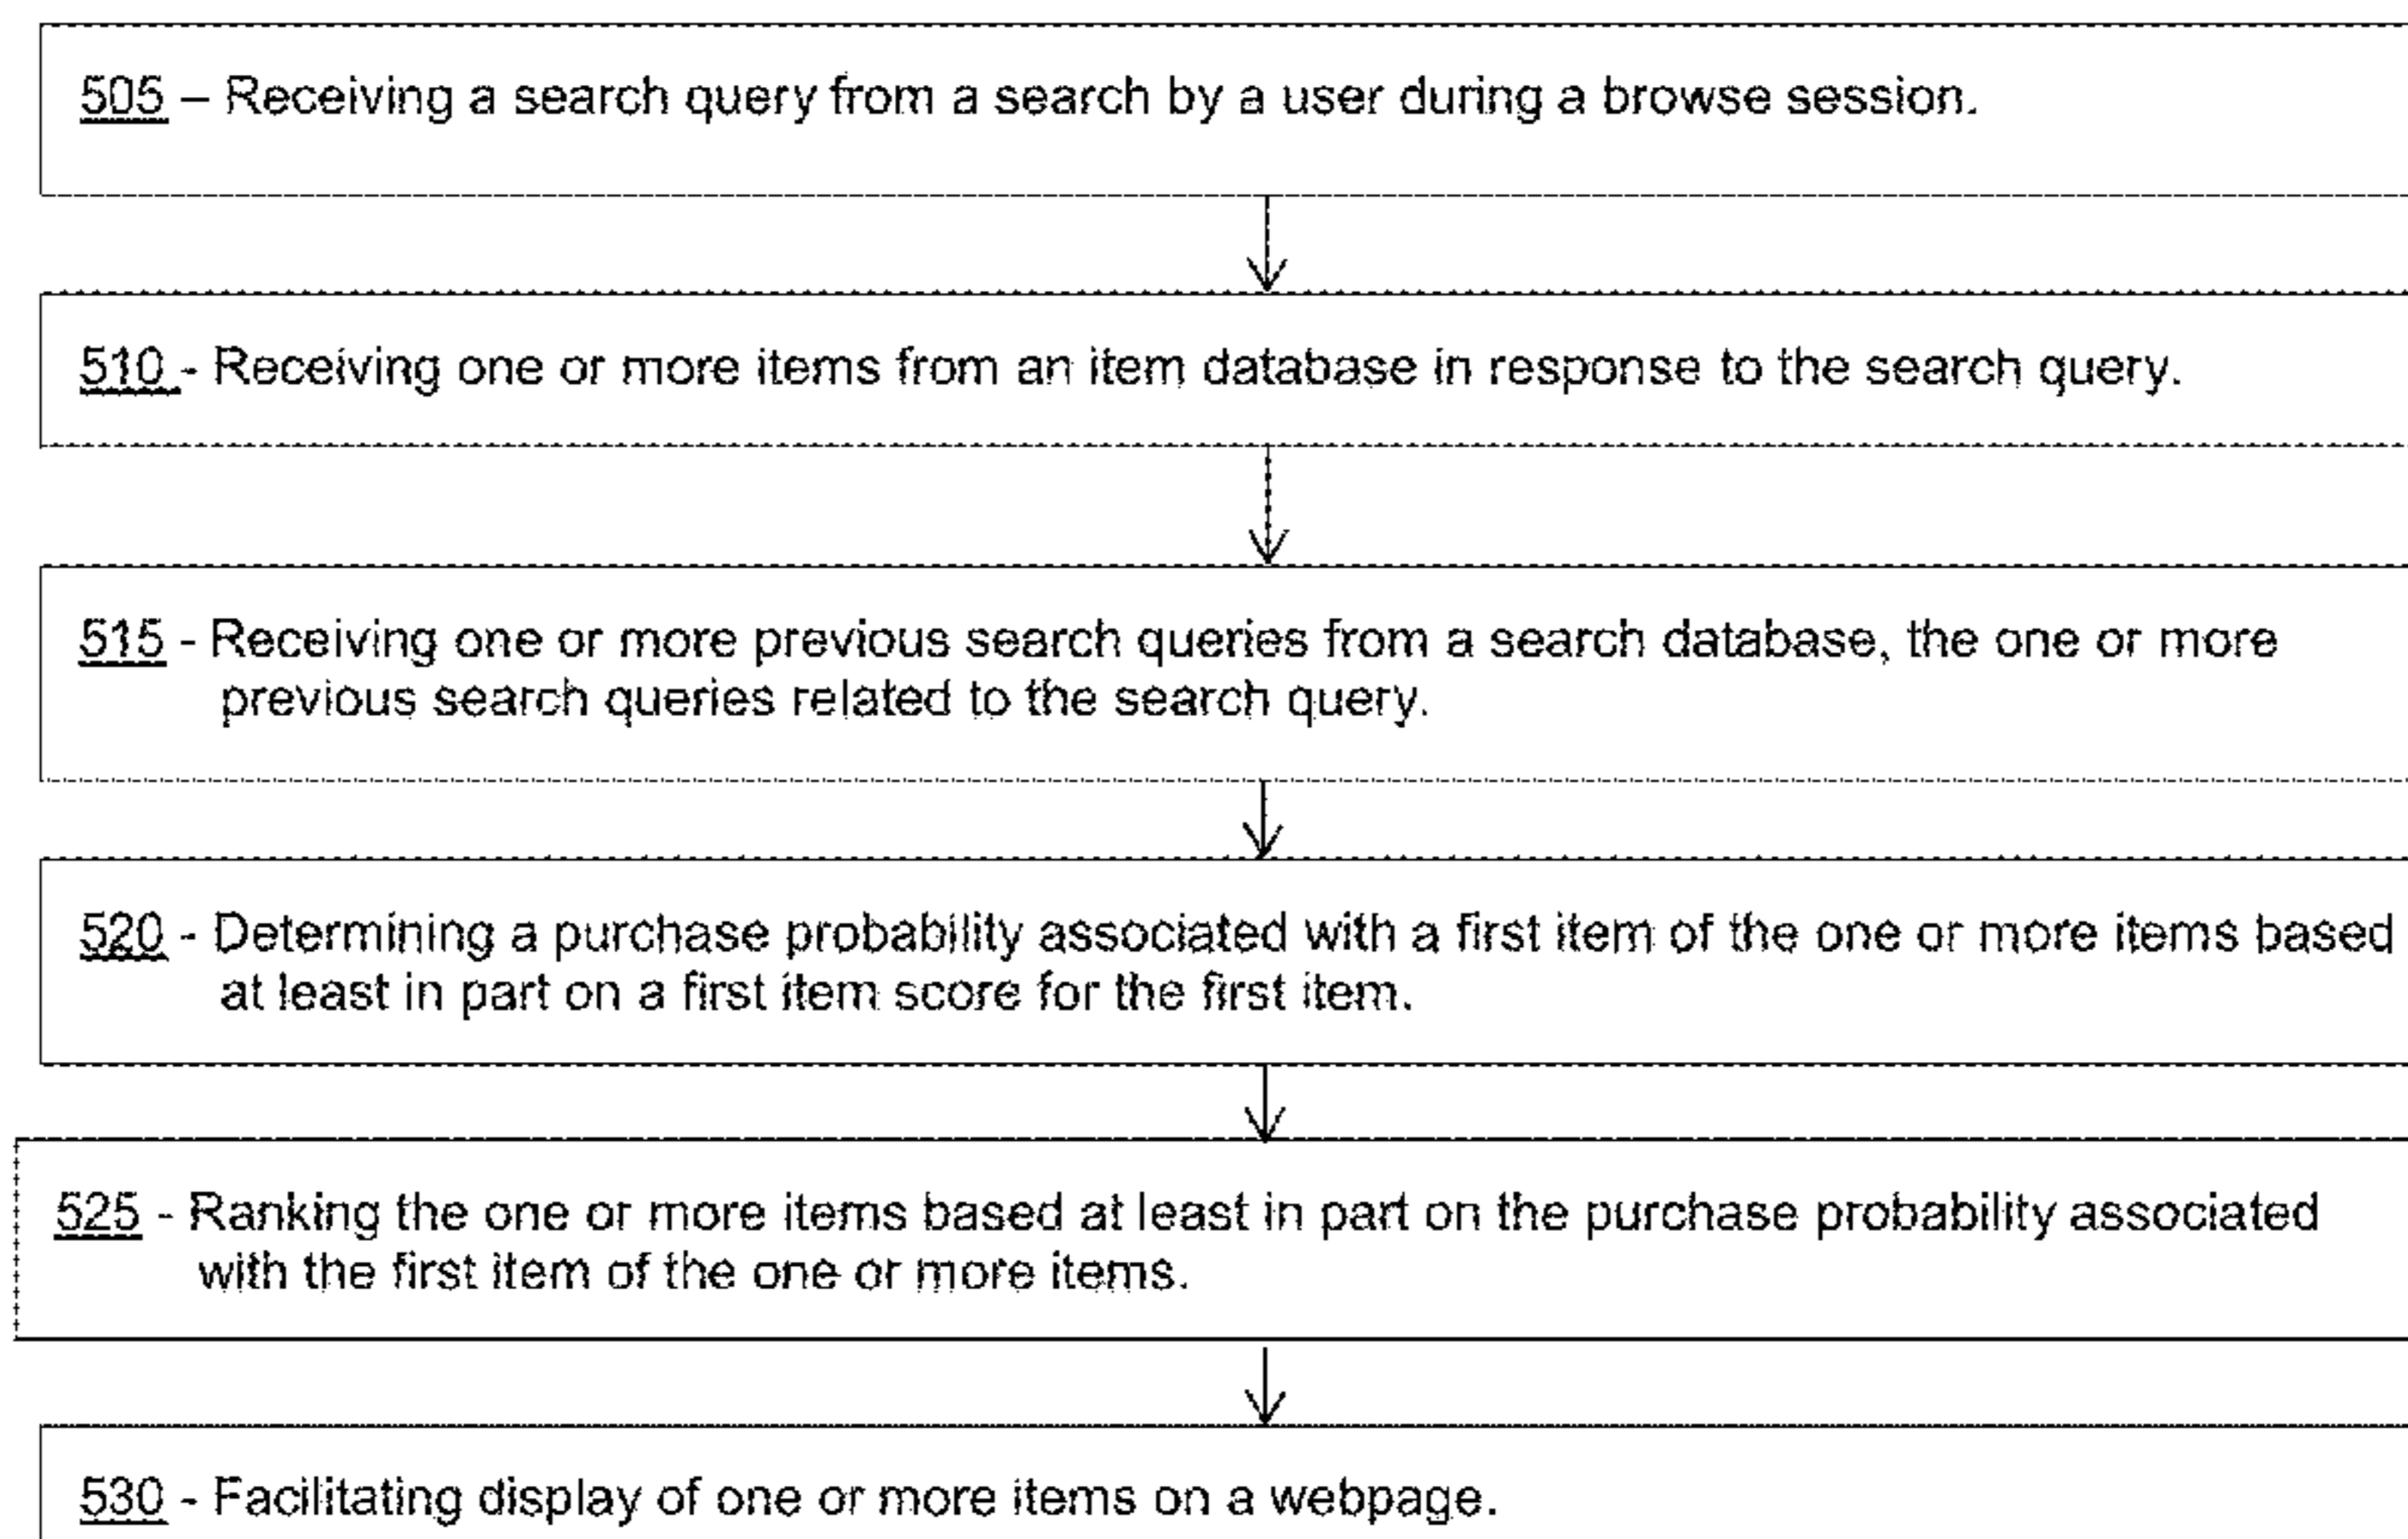 505 – Receiving a search query from a search by a user during a browse session.
510 - Receiving one or more items from an item database in response to the search query.
515 - Receiving one or more previous search queries from a search database, the one or more
previous search queries related to the search query.
520 - Determining a purchase probability associated with a first item of the one or more items based
at least in part on a first item score for the first item.
525 - Ranking the one or more items based at least in part on the purchase probability associated
with the first item of the one or more items.
530 - Facilitating display of one or more items on a webpage.